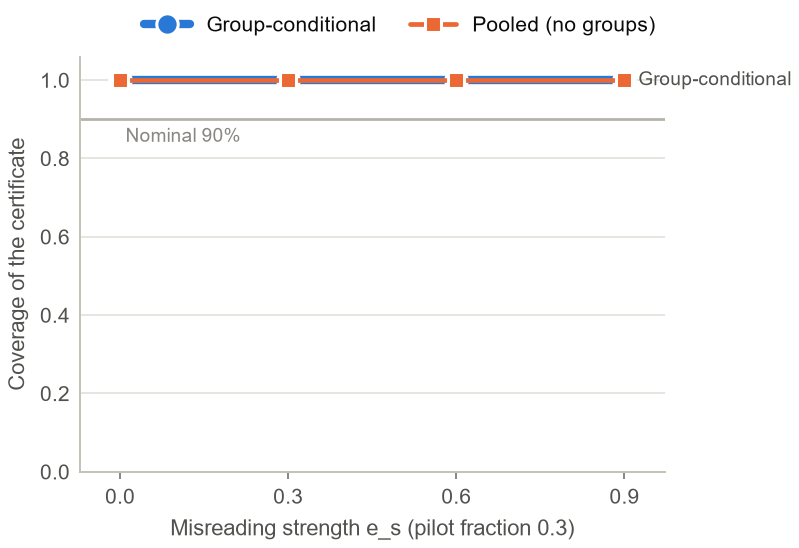 Group-conditional
Pooled (no groups)
1.0
Group-conditional
Nominal 90%
0.8
0.6
0.4
0.2
0.0
Coverage of the certificate
0.0 0.3 0.6 0.9
Misreading strength e_s (pilot fraction 0.3)